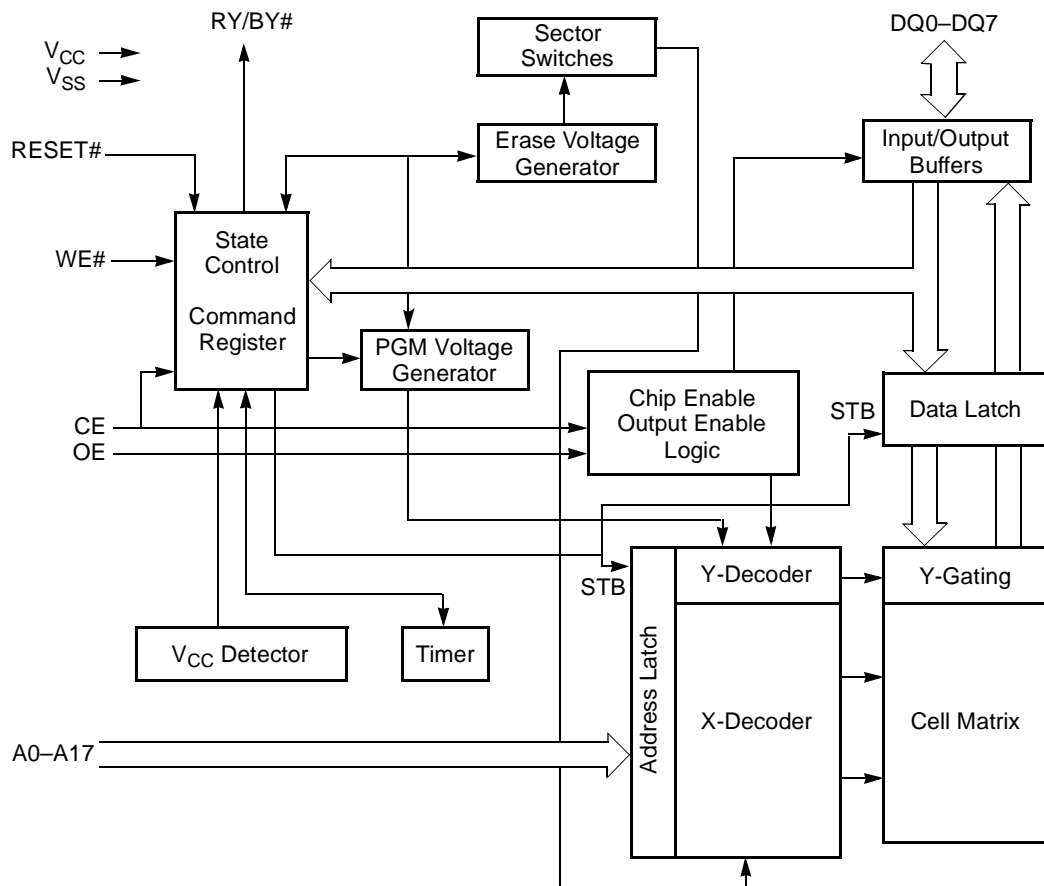 RY/BY#
Sector
Switches
DQ0–DQ7
VCC
VSS
RESET#
Erase Voltage
Generator
Input/Output
Buffers
WE#
State
Control
Command
Register
PGM Voltage
Generator
Chip Enable
Output Enable
Logic
STB
Data Latch
CE
OE
STB
Y-Decoder
Y-Gating
VCC Detector
Timer
Address Latch
X-Decoder
Cell Matrix
A0–A17